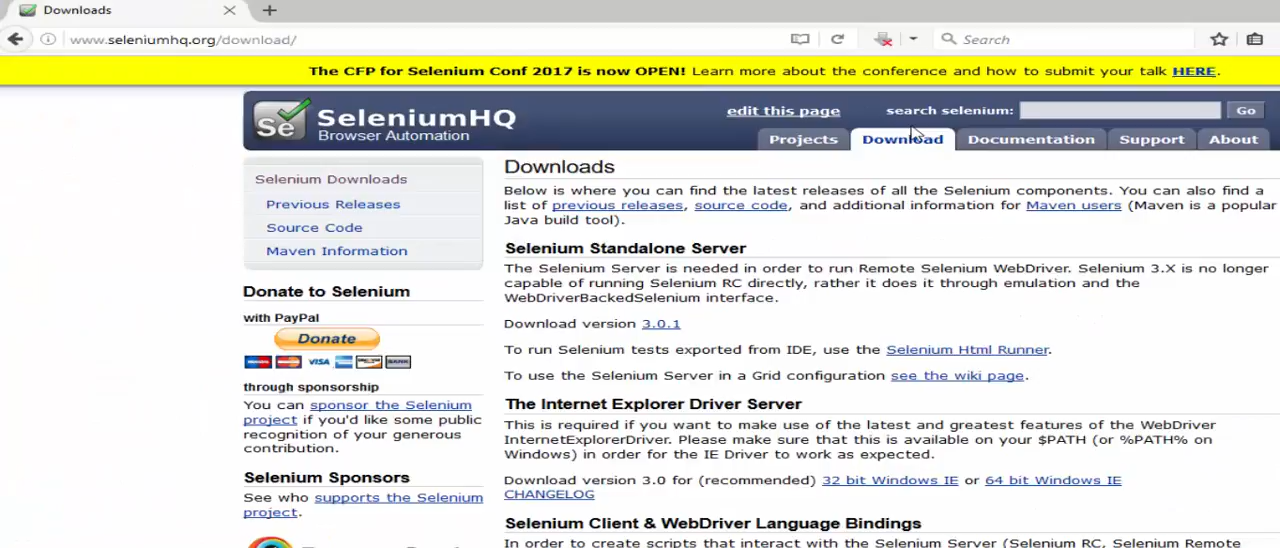 Downloads
www.seleniumhq.org/download/
Search
The CFP for Selenium Conf 2017 is now OPEN! Learn more about the conference and how to submit your talk HERE.
Se
SeleniumHQ
Browser Automation
edit this page
search selenium:
Go
Projects
Download
Documentation
Support
About
Selenium Downloads
Previous Releases
Source Code
Maven Information
Donate to Selenium
with PayPal
Donate
VISA
BANK
through sponsorship
You can sponsor the Selenium
project if you'd like some public
recognition of your generous
contribution.
Selenium Sponsors
See who supports the Selenium
project.
Downloads
Below is where you can find the latest releases of all the Selenium components. You can also find a
list of previous releases, source code, and additional information for Maven users (Maven is a popular
Java build tool).
Selenium Standalone Server
The Selenium Server is needed in order to run Remote Selenium WebDriver. Selenium 3.X is no longer
capable of running Selenium RC directly, rather it does it through emulation and the
WebDriverBackedSelenium interface.
Download version 3.0.1
To run Selenium tests exported from IDE, use the Selenium Html Runner.
To use the Selenium Server in a Grid configuration see the wiki page.
The Internet Explorer Driver Server
This is required if you want to make use of the latest and greatest features of the WebDriver
InternetExplorerDriver. Please make sure that this is available on your $PATH (or %PATH% on
Windows) in order for the IE Driver to work as expected.
Download version 3.0 for (recommended) 32 bit Windows IE or 64 bit Windows IE
CHANGELOG
Selenium Client & WebDriver Language Bindings
In order to create scripts that interact with the Selenium Server (Selenium RC, Selenium Remote